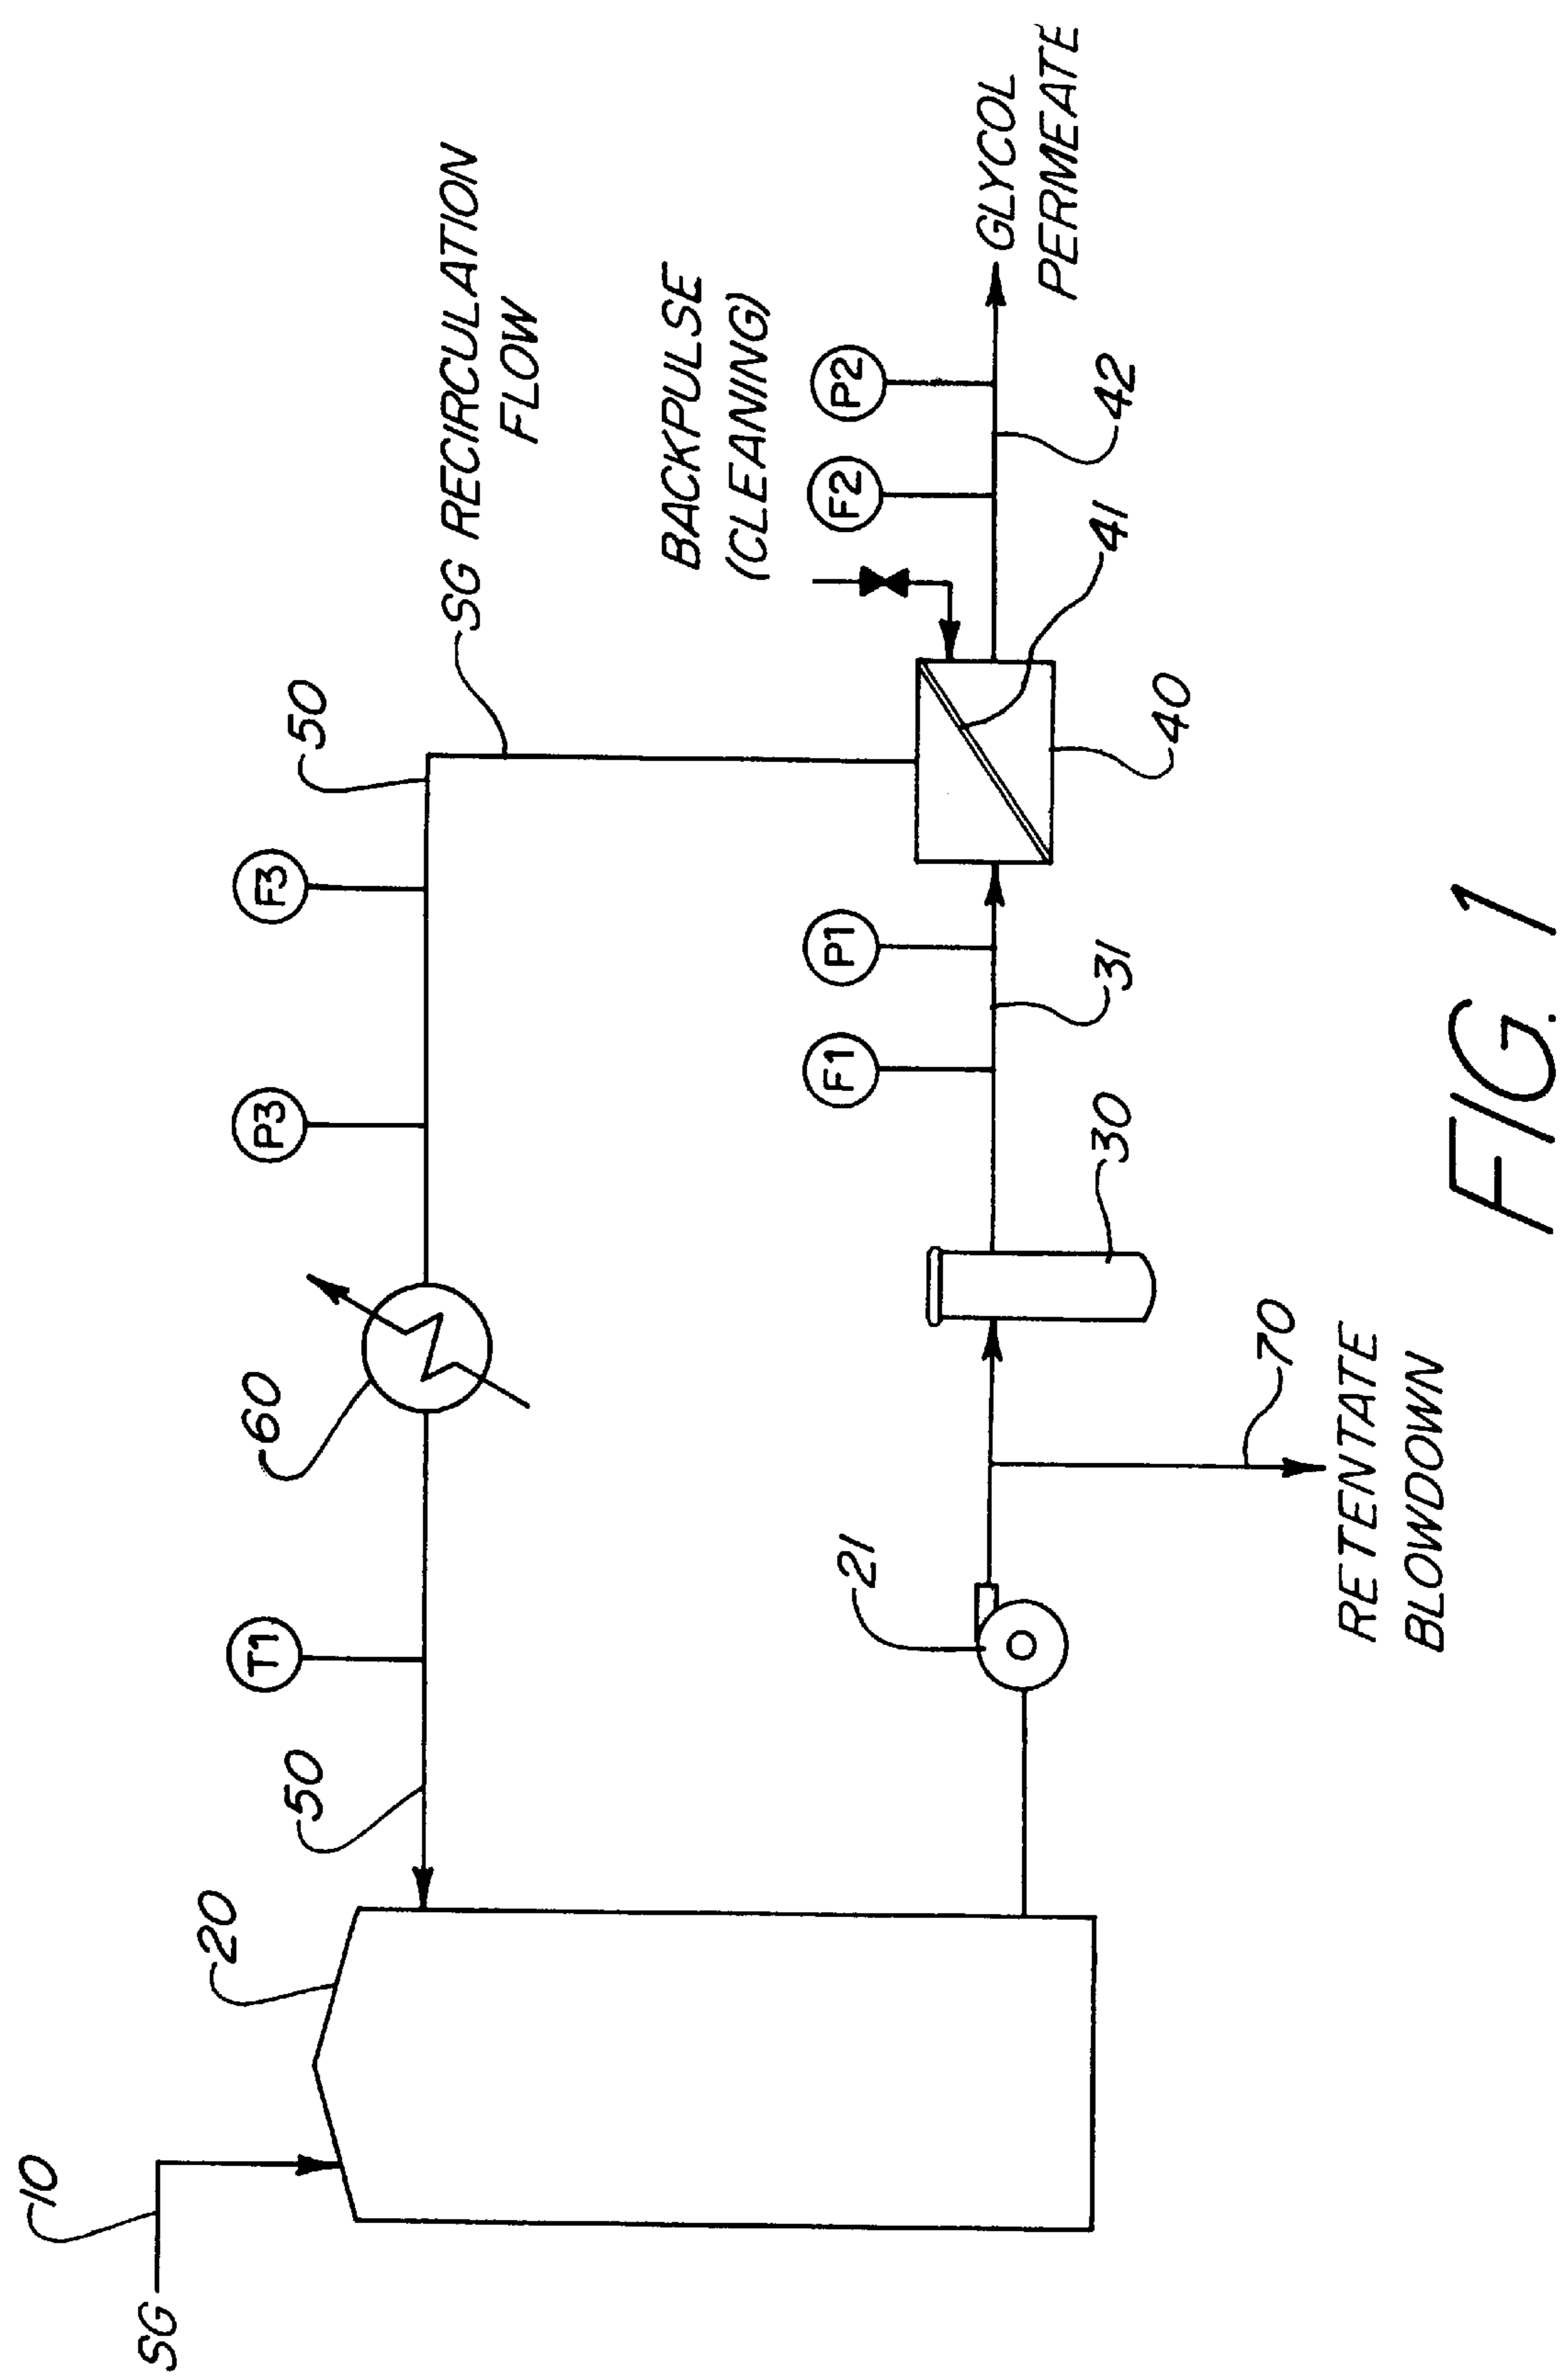 SG
10
20
50
T1
60
P3
F3
50
SG RECIRCULATION
FLOW
BACKPULSE
(CLEANING)
21
F1
P1
F2
P2
GLYCOL
PERMEATE
30
31
40
41
42
70
RETENTATE
BLOWDOWN
FIG. 1